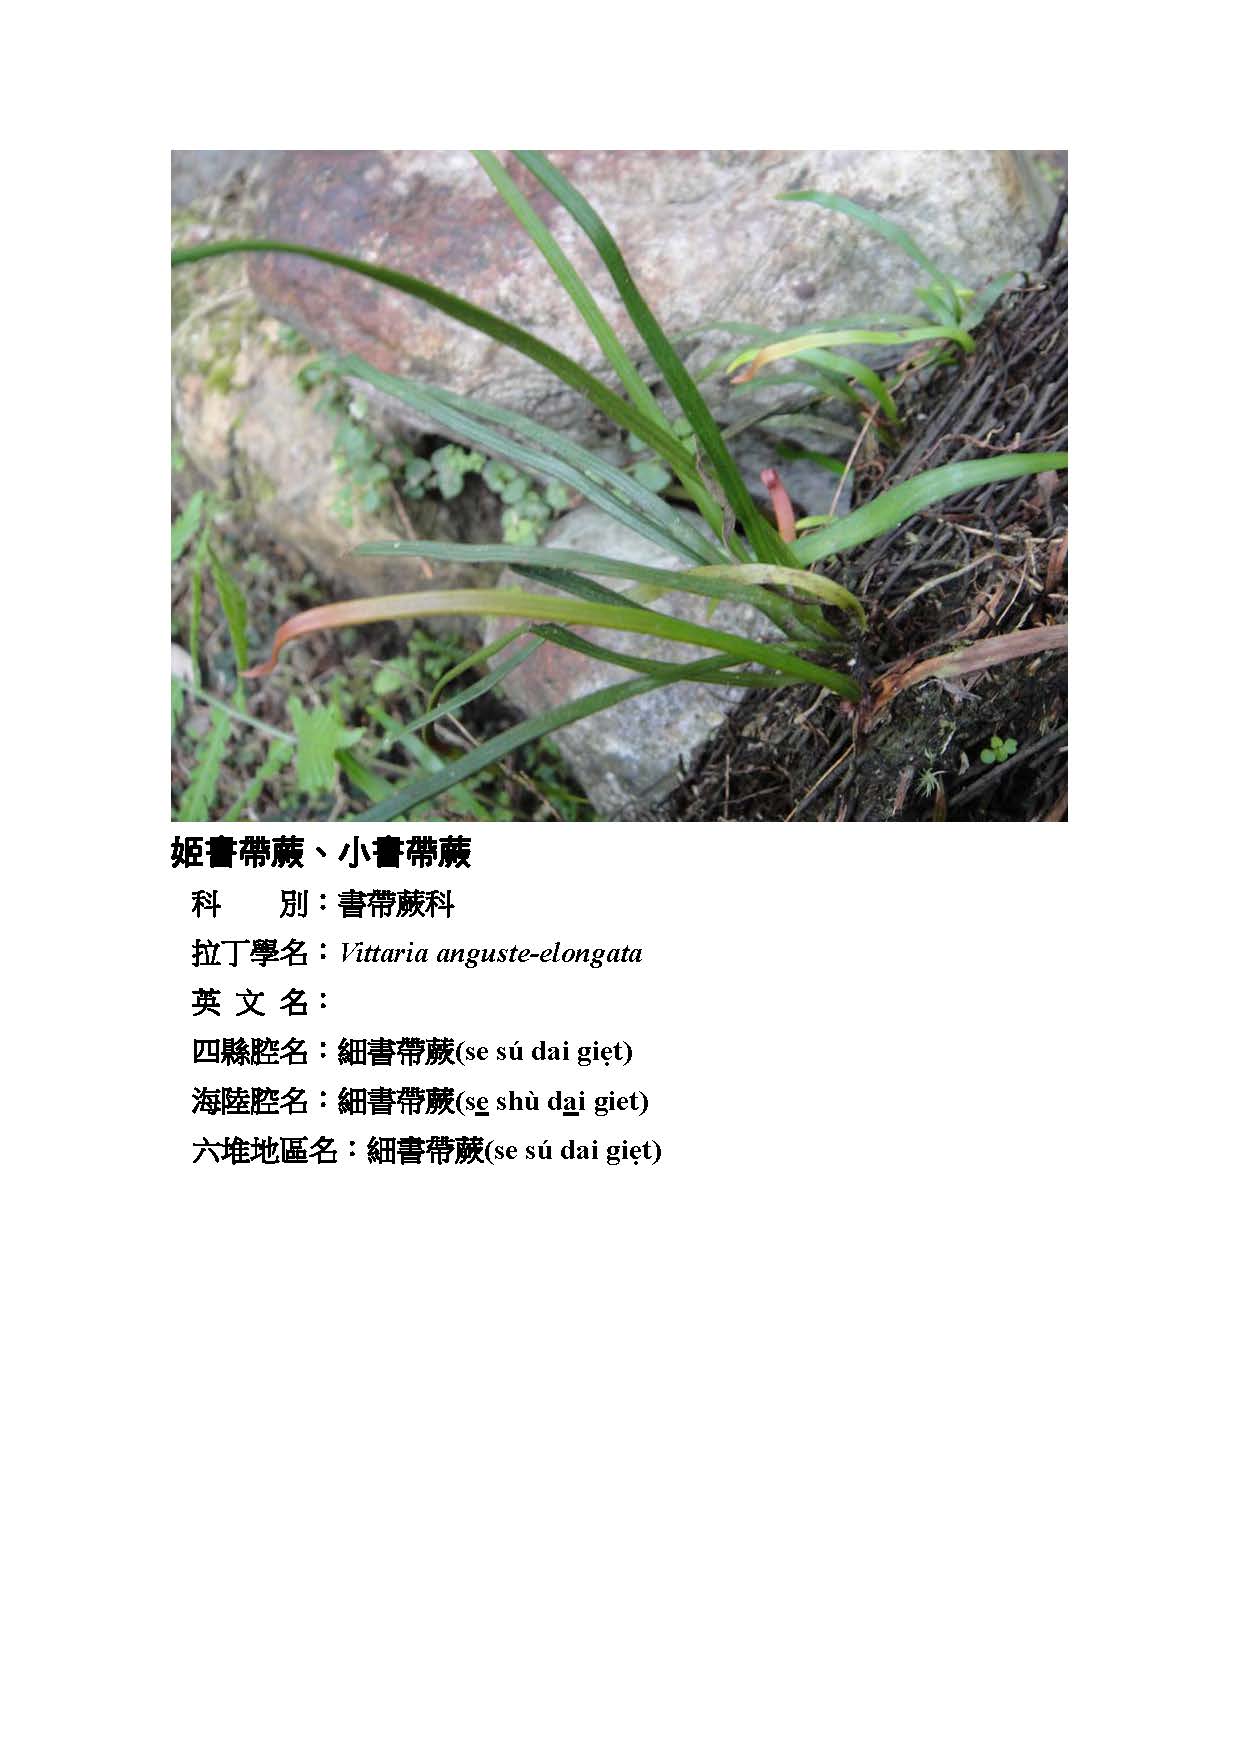 姬書帶蕨、小書帶蕨
科　　別：書帶蕨科
拉丁學名：Vittaria anguste-elongata
英 文 名：
四縣腔名：細書帶蕨(se sú dai giẹt)
海陸腔名：細書帶蕨(se̲ shù da̲i giet)
六堆地區名：細書帶蕨(se sú dai giẹt)